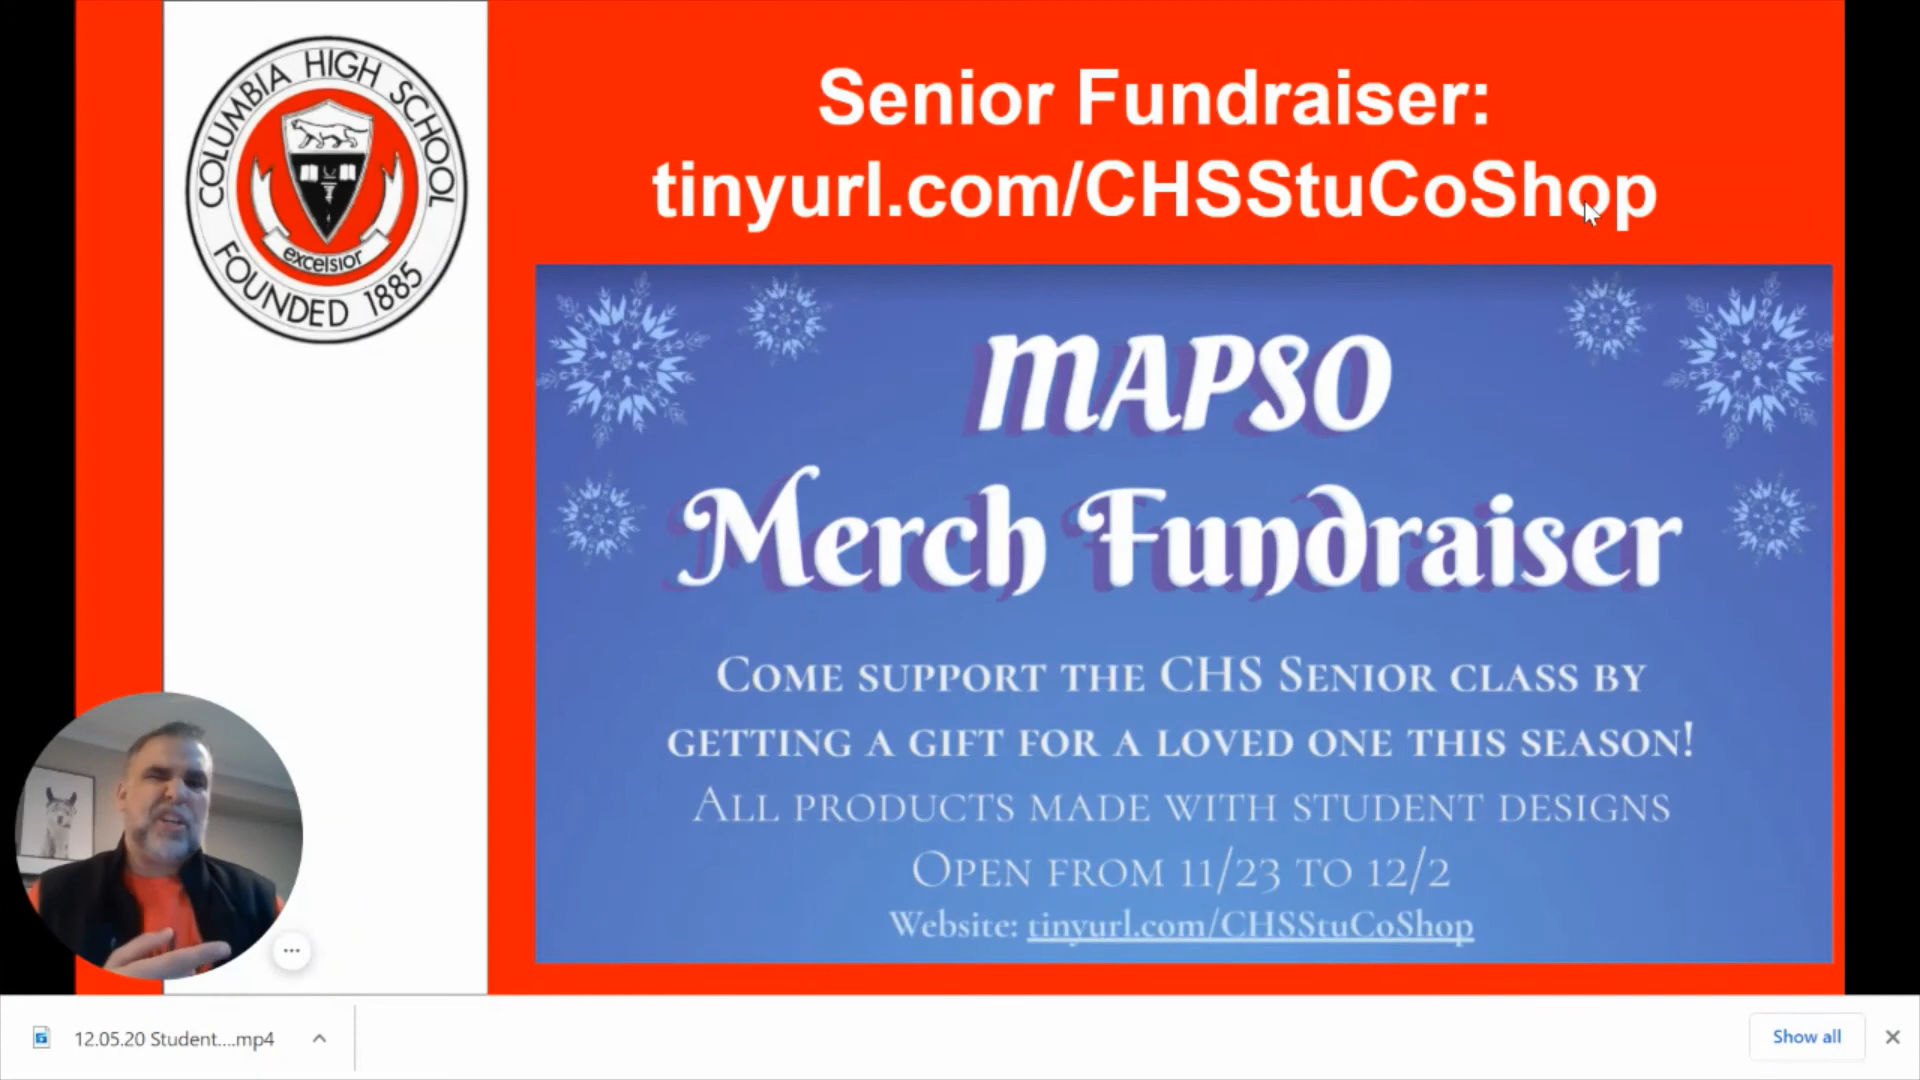 COLUMBIA HIGH SCHOOL
excelsior
FOUNDED 1885
Senior Fundraiser:
tinyurl.com/CHSStuCoShop
MAPSO
Merch Fundraiser
COME SUPPORT THE CHS SENIOR CLASS BY
GETTING A GIFT FOR A LOVED ONE THIS SEASON!
ALL PRODUCTS MADE WITH STUDENT DESIGNS
OPEN FROM 11/23 TO 12/2
Website: tinyurl.com/CHSStuCoShop
12.05.20 Student....mp4
Show all